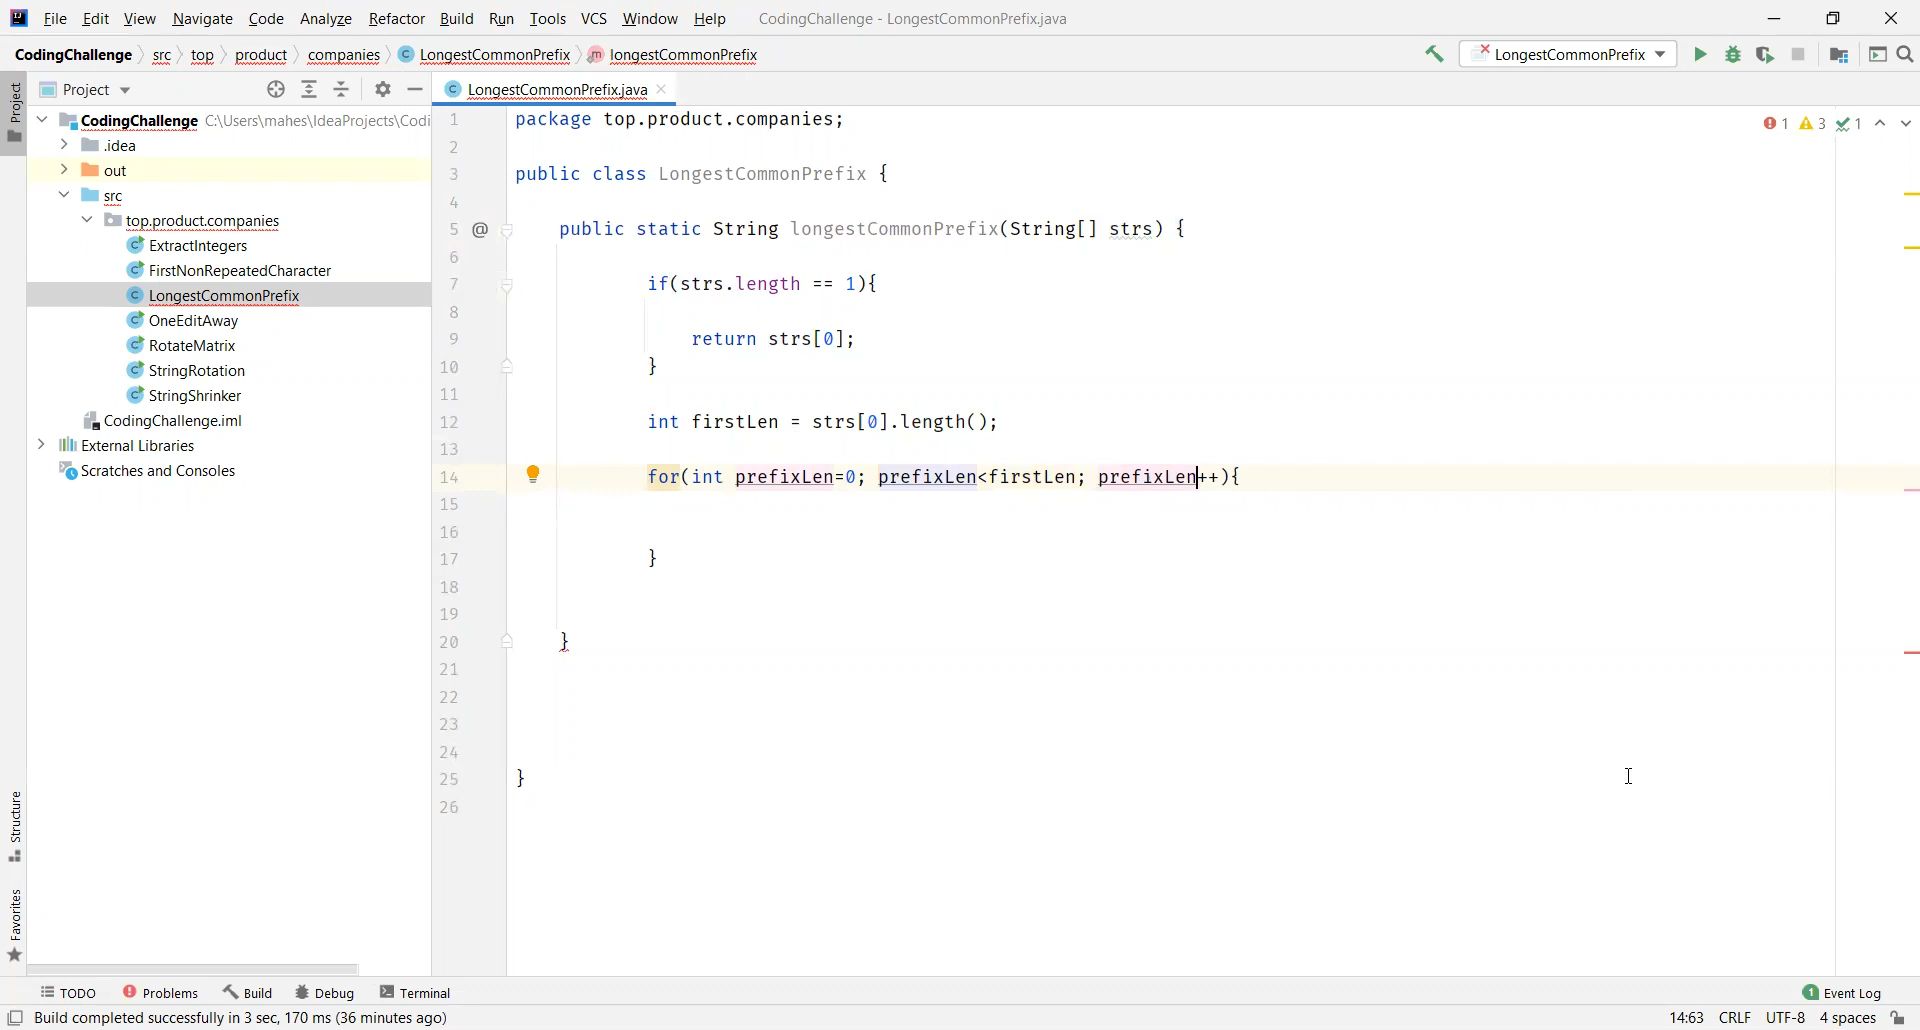 File Edit View Navigate Code Analyze Refactor Build Run Tools VCS Window Help CodingChallenge - LongestCommonPrefix.java
CodingChallenge src top product companies C LongestCommonPrefix m longestCommonPrefix LongestCommonPrefix
Project
Project
C LongestCommonPrefix.java
CodingChallenge C:\Users\mahes\IdeaProjects\Codi
.idea
out
src
top.product.companies
C ExtractIntegers
C FirstNonRepeatedCharacter
C LongestCommonPrefix
C OneEditAway
C RotateMatrix
C StringRotation
C StringShrinker
CodingChallenge.iml
External Libraries
Scratches and Consoles
Structure
Favorites
1 3 1
1 package top.product.companies;
2
3 public class LongestCommonPrefix {
4
5 @ public static String longestCommonPrefix(String[] strs) {
6
7 if(strs.length == 1){
8
9 return strs[0];
10 }
11
12 int firstLen = strs[0].length();
13
14 for(int prefixLen=0; prefixLen<firstLen; prefixLen++){
15
16
17 }
18
19
20 }
21
22
23
24
25 }
26
TODO Problems Build Debug Terminal 1 Event Log
Build completed successfully in 3 sec, 170 ms (36 minutes ago) 14:63 CRLF UTF-8 4 spaces